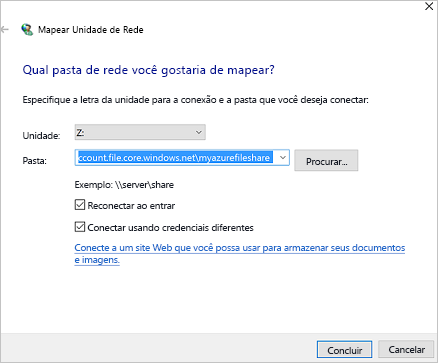 Mapear Unidade de Rede
Qual pasta de rede você gostaria de mapear?
Especifique a letra da unidade para a conexão e a pasta que você deseja conectar:
Unidade: Z:
Pasta: ccount.file.core.windows.net\myazurefileshare Procurar...
Exemplo: \\server\share
Reconectar ao entrar
Conectar usando credenciais diferentes
Conecte a um site Web que você possa usar para armazenar seus documentos
e imagens.
Concluir Cancelar